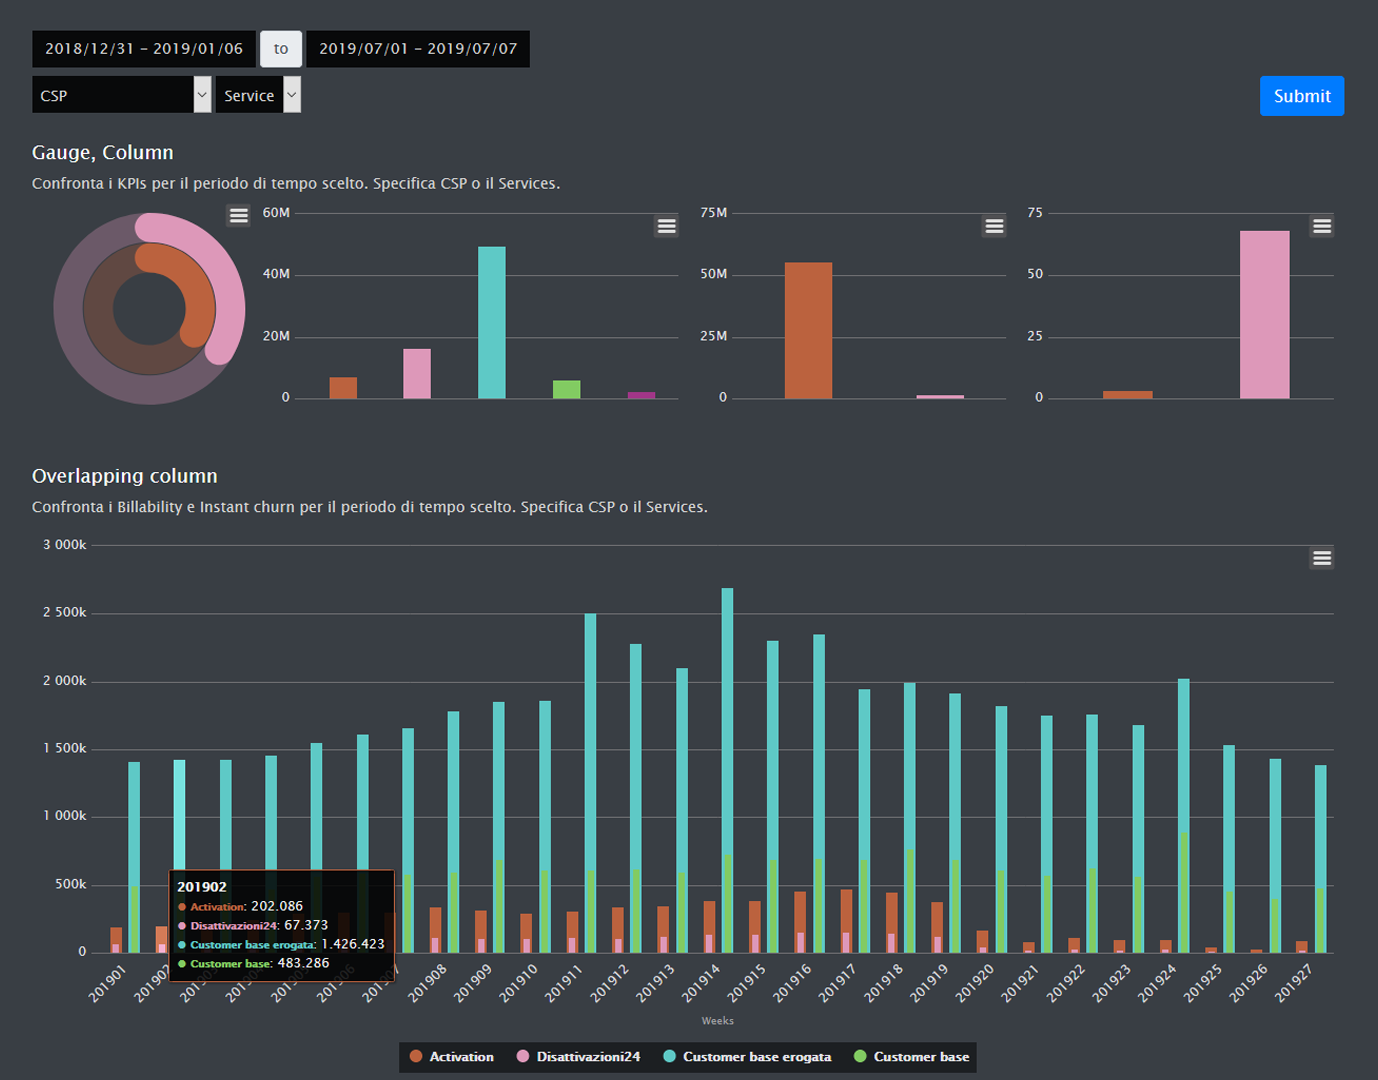 2018/12/31 - 2019/01/06 to 2019/07/01 - 2019/07/07
CSP Service Submit
Gauge, Column
Confronta i KPIs per il periodo di tempo scelto. Specifica CSP o il Services.
60M
40M
20M
0
75M
50M
25M
0
75
50
25
0
Overlapping column
Confronta i Billability e Instant churn per il periodo di tempo scelto. Specifica CSP o il Services.
3 000k
2 500k
2 000k
1 500k
1 000k
500k
0
201902
Activation: 202.086
Disattivazioni24: 67.373
Customer base erogata: 1.426.423
Customer base: 483.286
201901 201902 201903 201904 201905 201906 201907 201908 201909 201910 201911 201912 201913 201914 201915 201916 201917 201918 201919 201920 201921 201922 201923 201924 201925 201926 201927
Weeks
Activation Disattivazioni24 Customer base erogata Customer base